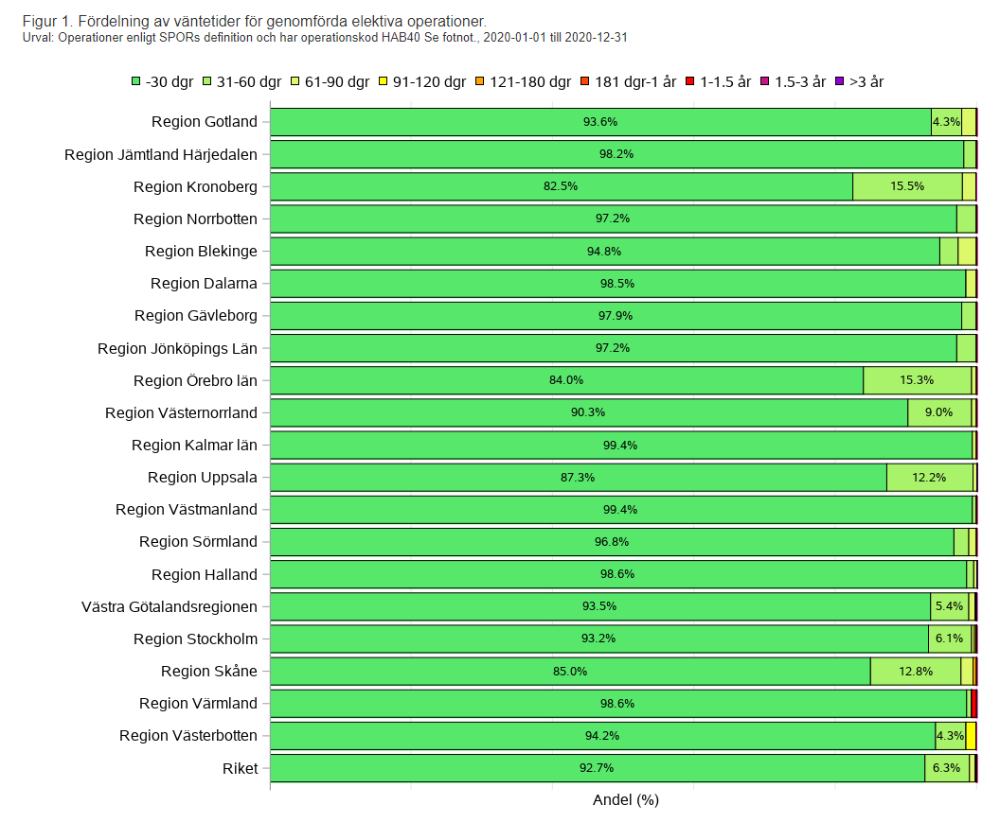 Figur 1. Fördelning av väntetider för genomförda elektiva operationer.
Urval: Operationer enligt SPORs definition och har operationskod HAB40 Se fotnot., 2020-01-01 till 2020-12-31
-30 dgr 31-60 dgr 61-90 dgr 91-120 dgr 121-180 dgr 181 dgr-1 år 1-1.5 år 1.5-3 år >3 år
Region Gotland 93.6% 4.3%
Region Jämtland Härjedalen 98.2%
Region Kronoberg 82.5% 15.5%
Region Norrbotten 97.2%
Region Blekinge 94.8%
Region Dalarna 98.5%
Region Gävleborg 97.9%
Region Jönköpings Län 97.2%
Region Örebro län 84.0% 15.3%
Region Västernorrland 90.3% 9.0%
Region Kalmar län 99.4%
Region Uppsala 87.3% 12.2%
Region Västmanland 99.4%
Region Sörmland 96.8%
Region Halland 98.6%
Västra Götalandsregionen 93.5% 5.4%
Region Stockholm 93.2% 6.1%
Region Skåne 85.0% 12.8%
Region Värmland 98.6%
Region Västerbotten 94.2% 4.3%
Riket 92.7% 6.3%
Andel (%)